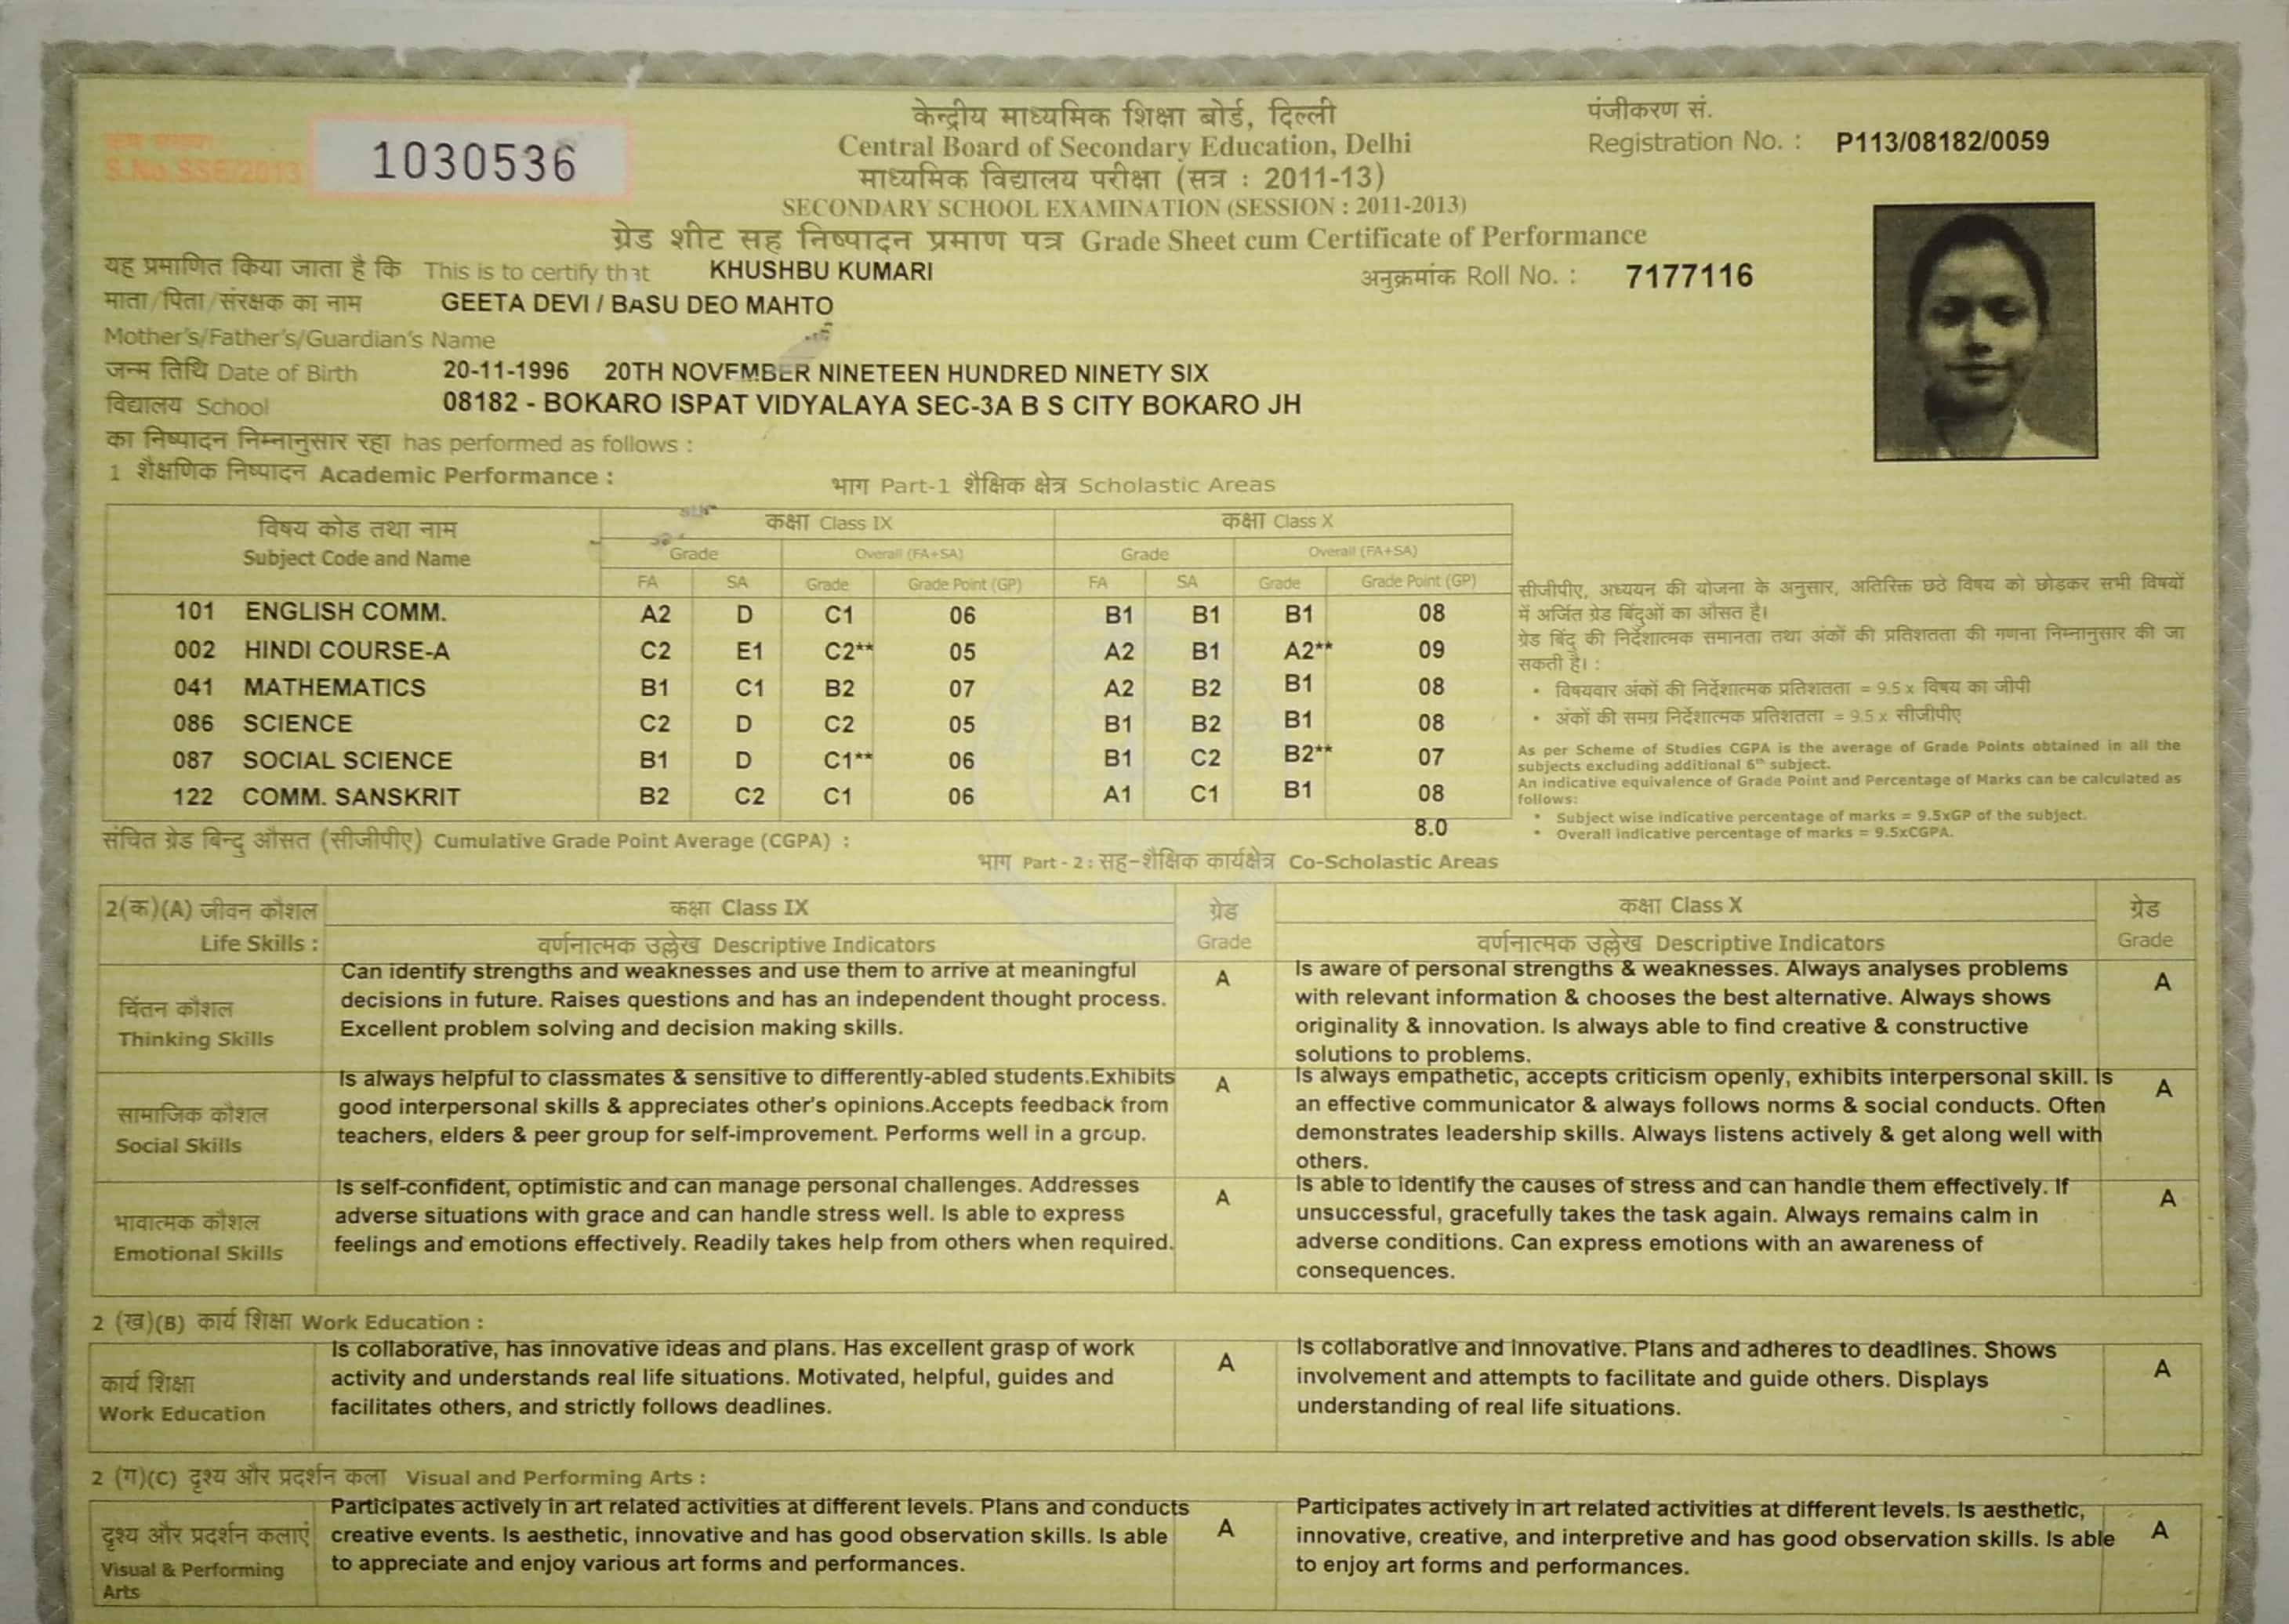 केन्द्रीय माध्यमिक शिक्षा बोर्ड, दिल्ली
Central Board of Secondary Education, Delhi
पंजीकरण सं.
Registration No. : P113/08182/0059
S.No.SSE/2013 1030536
माध्यमिक विद्यालय परीक्षा (सत्र : 2011-13)
SECONDARY SCHOOL EXAMINATION (SESSION : 2011-2013)
ग्रेड शीट सह निष्पादन प्रमाण पत्र Grade Sheet cum Certificate of Performance
यह प्रमाणित किया जाता है कि This is to certify that KHUSHBU KUMARI अनुक्रमांक Roll No. : 7177116
माता/पिता/संरक्षक का नाम GEETA DEVI / BASU DEO MAHTO
Mother's/Father's/Guardian's Name
जन्म तिथि Date of Birth 20-11-1996 20TH NOVEMBER NINETEEN HUNDRED NINETY SIX
विद्यालय School 08182 - BOKARO ISPAT VIDYALAYA SEC-3A B S CITY BOKARO JH
का निष्पादन निम्नानुसार रहा has performed as follows :
1 शैक्षणिक निष्पादन Academic Performance :
भाग Part-1 शैक्षिक क्षेत्र Scholastic Areas
विषय कोड तथा नाम कक्षा Class IX कक्षा Class X
Subject Code and Name Grade Overall (FA+SA) Grade Overall (FA+SA)
FA SA Grade Grade Point (GP) FA SA Grade Grade Point (GP)
101 ENGLISH COMM. A2 D C1 06 B1 B1 B1 08
002 HINDI COURSE-A C2 E1 C2** 05 A2 B1 A2** 09
041 MATHEMATICS B1 C1 B2 07 A2 B2 B1 08
086 SCIENCE C2 D C2 05 B1 B2 B1 08
087 SOCIAL SCIENCE B1 D C1** 06 B1 C2 B2** 07
122 COMM. SANSKRIT B2 C2 C1 06 A1 C1 B1 08
संचित ग्रेड बिन्दु औसत (सीजीपीए) Cumulative Grade Point Average (CGPA) : 8.0
सीजीपीए, अध्ययन की योजना के अनुसार, अतिरिक्त छठे विषय को छोड़कर सभी विषयों
में अर्जित ग्रेड बिंदुओं का औसत है।
ग्रेड बिंदु की निर्देशात्मक समानता तथा अंकों की प्रतिशतता की गणना निम्नानुसार की जा
सकती है। :
• विषयवार अंकों की निर्देशात्मक प्रतिशतता = 9.5 x विषय का जीपी
• अंकों की समग्र निर्देशात्मक प्रतिशतता = 9.5 x सीजीपीए
As per Scheme of Studies CGPA is the average of Grade Points obtained in all the
subjects excluding additional 6th subject.
An indicative equivalence of Grade Point and Percentage of Marks can be calculated as
follows:
* Subject wise indicative percentage of marks = 9.5xGP of the subject.
* Overall indicative percentage of marks = 9.5xCGPA.
भाग Part - 2 : सह-शैक्षिक कार्यक्षेत्र Co-Scholastic Areas
2(क)(A) जीवन कौशल कक्षा Class IX ग्रेड कक्षा Class X ग्रेड
Life Skills : वर्णनात्मक उल्लेख Descriptive Indicators Grade वर्णनात्मक उल्लेख Descriptive Indicators Grade
चिंतन कौशल
Thinking Skills
Can identify strengths and weaknesses and use them to arrive at meaningful
decisions in future. Raises questions and has an independent thought process.
Excellent problem solving and decision making skills.
A
Is aware of personal strengths & weaknesses. Always analyses problems
with relevant information & chooses the best alternative. Always shows
originality & innovation. Is always able to find creative & constructive
solutions to problems.
A
सामाजिक कौशल
Social Skills
Is always helpful to classmates & sensitive to differently-abled students.Exhibits
good interpersonal skills & appreciates other's opinions.Accepts feedback from
teachers, elders & peer group for self-improvement. Performs well in a group.
A
Is always empathetic, accepts criticism openly, exhibits interpersonal skill. Is
an effective communicator & always follows norms & social conducts. Often
demonstrates leadership skills. Always listens actively & get along well with
others.
A
भावात्मक कौशल
Emotional Skills
Is self-confident, optimistic and can manage personal challenges. Addresses
adverse situations with grace and can handle stress well. Is able to express
feelings and emotions effectively. Readily takes help from others when required.
A
Is able to identify the causes of stress and can handle them effectively. If
unsuccessful, gracefully takes the task again. Always remains calm in
adverse conditions. Can express emotions with an awareness of
consequences.
A
2 (ख)(B) कार्य शिक्षा Work Education :
कार्य शिक्षा
Work Education
Is collaborative, has innovative ideas and plans. Has excellent grasp of work
activity and understands real life situations. Motivated, helpful, guides and
facilitates others, and strictly follows deadlines.
A
Is collaborative and innovative. Plans and adheres to deadlines. Shows
involvement and attempts to facilitate and guide others. Displays
understanding of real life situations.
A
2 (ग)(C) दृश्य और प्रदर्शन कला Visual and Performing Arts :
दृश्य और प्रदर्शन कलाएं
Visual & Performing
Arts
Participates actively in art related activities at different levels. Plans and conducts
creative events. Is aesthetic, innovative and has good observation skills. Is able
to appreciate and enjoy various art forms and performances.
A
Participates actively in art related activities at different levels. Is aesthetic,
innovative, creative, and interpretive and has good observation skills. Is able
to enjoy art forms and performances.
A